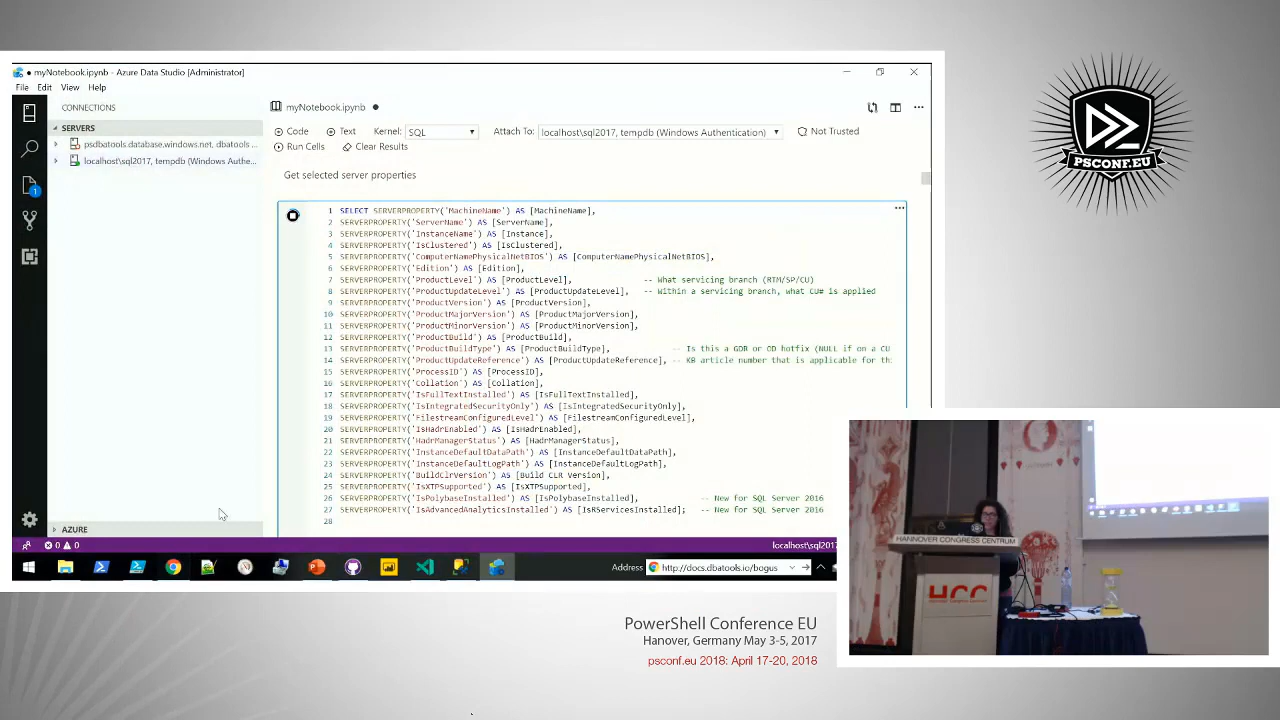 myNotebook.ipynb - Azure Data Studio [Administrator]
File Edit View Help
CONNECTIONS
SERVERS
psdbatools.database.windows.net, dbatools ...
localhost\sql2017, tempdb (Windows Authe...
AZURE
myNotebook.ipynb
Code Text Kernel: SQL Attach To: localhost\sql2017, tempdb (Windows Authentication) Not Trusted
Run Cells Clear Results
Get selected server properties
1 SELECT SERVERPROPERTY('MachineName') AS [MachineName],
2 SERVERPROPERTY('ServerName') AS [ServerName],
3 SERVERPROPERTY('InstanceName') AS [Instance],
4 SERVERPROPERTY('IsClustered') AS [IsClustered],
5 SERVERPROPERTY('ComputerNamePhysicalNetBIOS') AS [ComputerNamePhysicalNetBIOS],
6 SERVERPROPERTY('Edition') AS [Edition],
7 SERVERPROPERTY('ProductLevel') AS [ProductLevel], -- What servicing branch (RTM/SP/CU)
8 SERVERPROPERTY('ProductUpdateLevel') AS [ProductUpdateLevel], -- Within a servicing branch, what CU# is applied
9 SERVERPROPERTY('ProductVersion') AS [ProductVersion],
10 SERVERPROPERTY('ProductMajorVersion') AS [ProductMajorVersion],
11 SERVERPROPERTY('ProductMinorVersion') AS [ProductMinorVersion],
12 SERVERPROPERTY('ProductBuild') AS [ProductBuild],
13 SERVERPROPERTY('ProductBuildType') AS [ProductBuildType], -- Is this a GDR or OD hotfix (NULL if on a CU
14 SERVERPROPERTY('ProductUpdateReference') AS [ProductUpdateReference], -- KB article number that is applicable for th
15 SERVERPROPERTY('ProcessID') AS [ProcessID],
16 SERVERPROPERTY('Collation') AS [Collation],
17 SERVERPROPERTY('IsFullTextInstalled') AS [IsFullTextInstalled],
18 SERVERPROPERTY('IsIntegratedSecurityOnly') AS [IsIntegratedSecurityOnly],
19 SERVERPROPERTY('FilestreamConfiguredLevel') AS [FilestreamConfiguredLevel],
20 SERVERPROPERTY('IsHadrEnabled') AS [IsHadrEnabled],
21 SERVERPROPERTY('HadrManagerStatus') AS [HadrManagerStatus],
22 SERVERPROPERTY('InstanceDefaultDataPath') AS [InstanceDefaultDataPath],
23 SERVERPROPERTY('InstanceDefaultLogPath') AS [InstanceDefaultLogPath],
24 SERVERPROPERTY('BuildClrVersion') AS [Build CLR Version],
25 SERVERPROPERTY('IsXTPSupported') AS [IsXTPSupported],
26 SERVERPROPERTY('IsPolybaseInstalled') AS [IsPolybaseInstalled], -- New for SQL Server 2016
27 SERVERPROPERTY('IsAdvancedAnalyticsInstalled') AS [IsRServicesInstalled]; -- New for SQL Server 2016
28
0 0
localhost\sql2017
Address http://docs.dbatools.io/bogus
PSCONF.EU
HANNOVER CONGRESS CENTRUM
HCC
PowerShell Conference EU
Hanover, Germany May 3-5, 2017
psconf.eu 2018: April 17-20, 2018